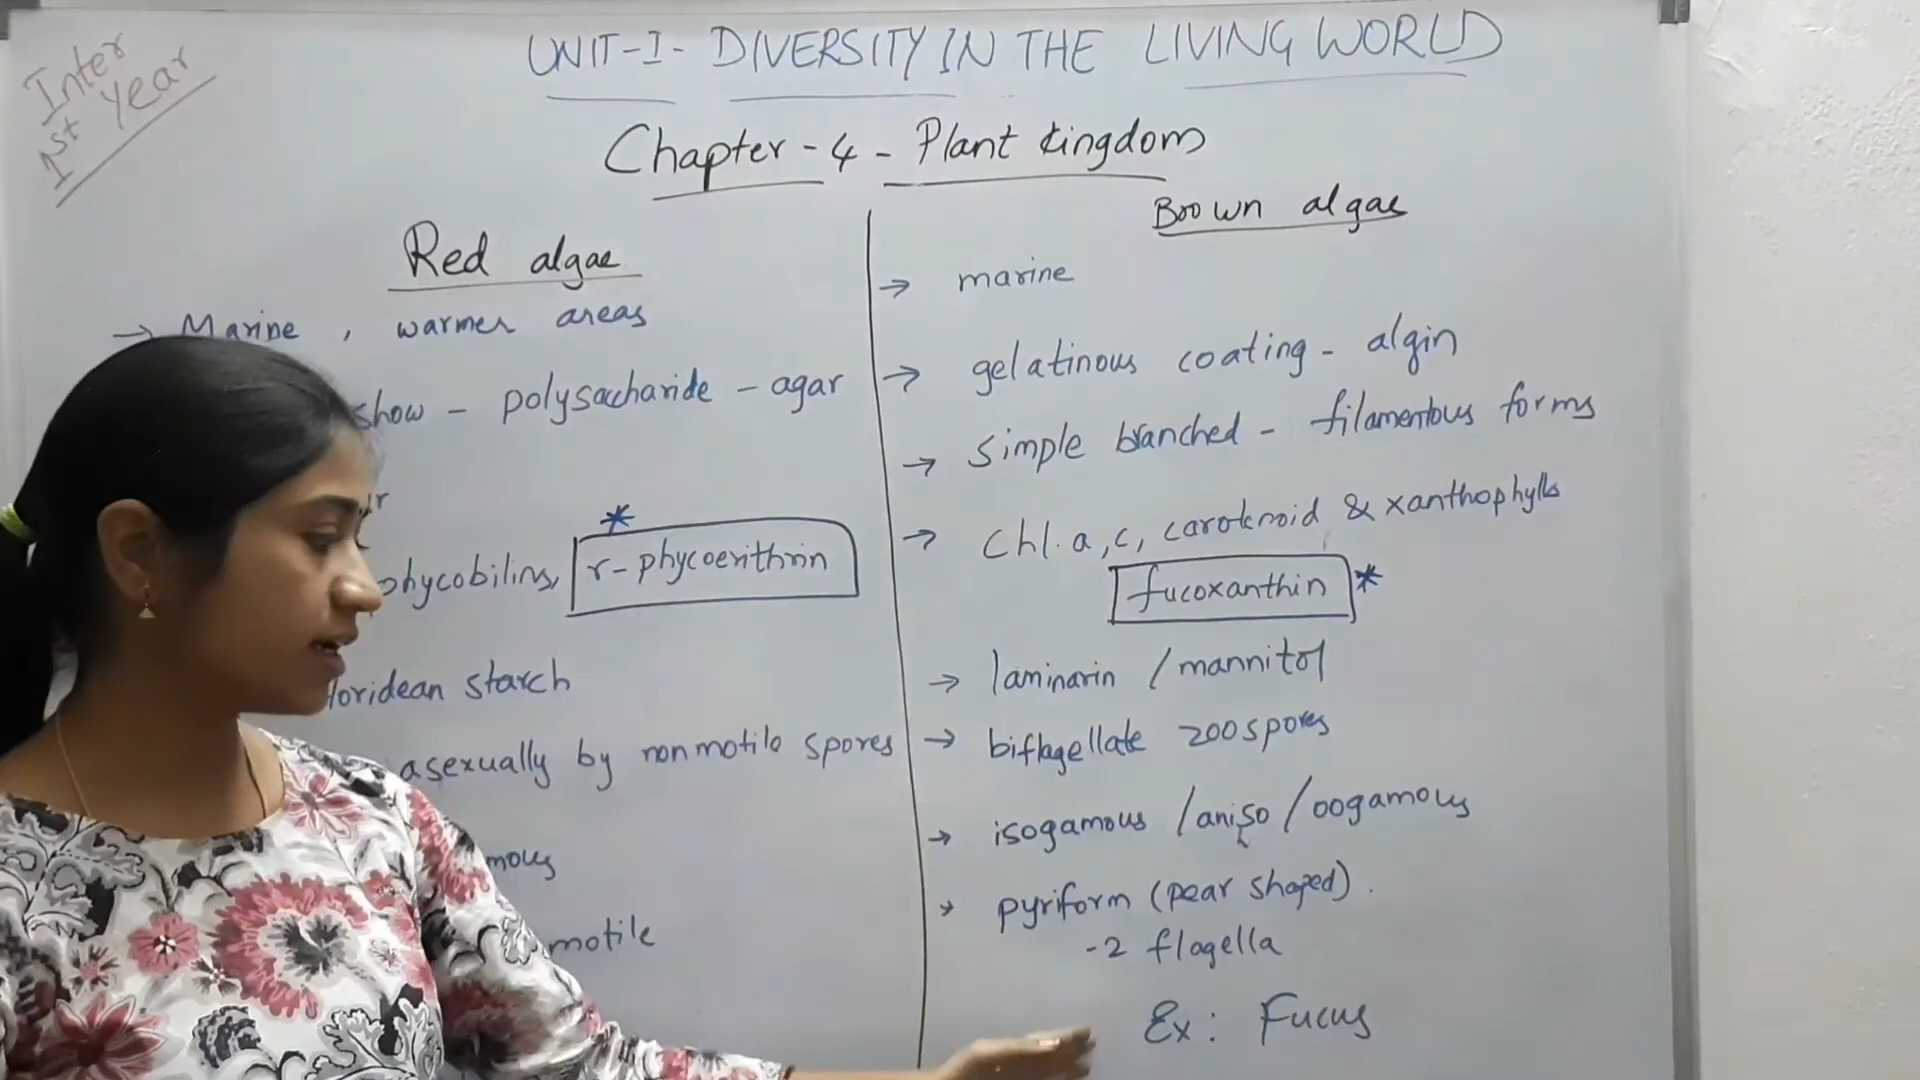 Inter
1st Year
UNIT-I- DIVERSITY IN THE LIVING WORLD
Chapter - 4 - Plant kingdom
Red algae
→ Marine , warmer areas
show - polysaccharide - agar
r
phycobilins, r-phycoerithrin
*
loridean starch
asexually by nonmotile spores
mous
motile
Brown algae
→ marine
→ gelatinous coating - algin
→ Simple branched - filamentous forms
→ Chl. a, c, carotenoid & xanthophylls
fucoxanthin *
→ laminarin / mannitol
→ biflagellate zoospores
→ isogamous / aniso / oogamous
→ pyriform (pear shaped).
-2 flagella
Ex: Fucus